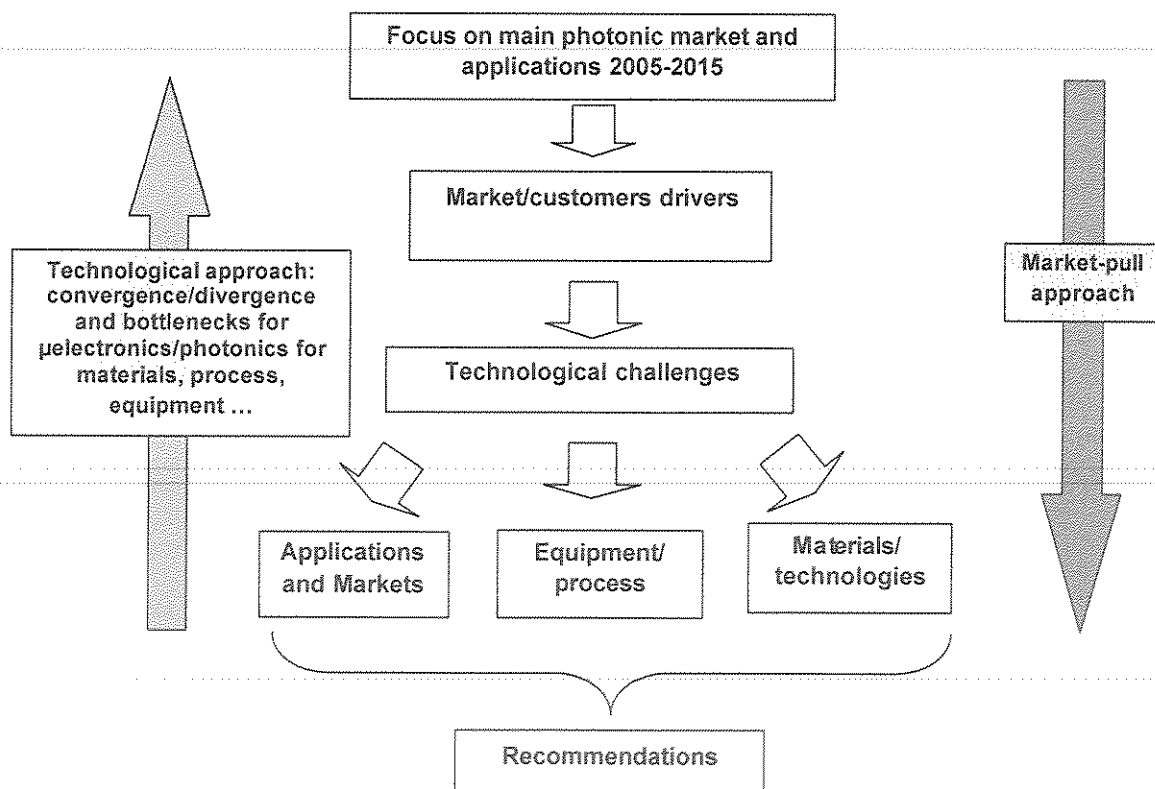 Focus on main photonic market and
applications 2005-2015
Market/customers drivers
Technological approach:
convergence/divergence
and bottlenecks for
µelectronics/photonics for
materials, process,
equipment ...
Market-pull
approach
Technological challenges
Applications
and Markets
Equipment/
process
Materials/
technologies
Recommendations